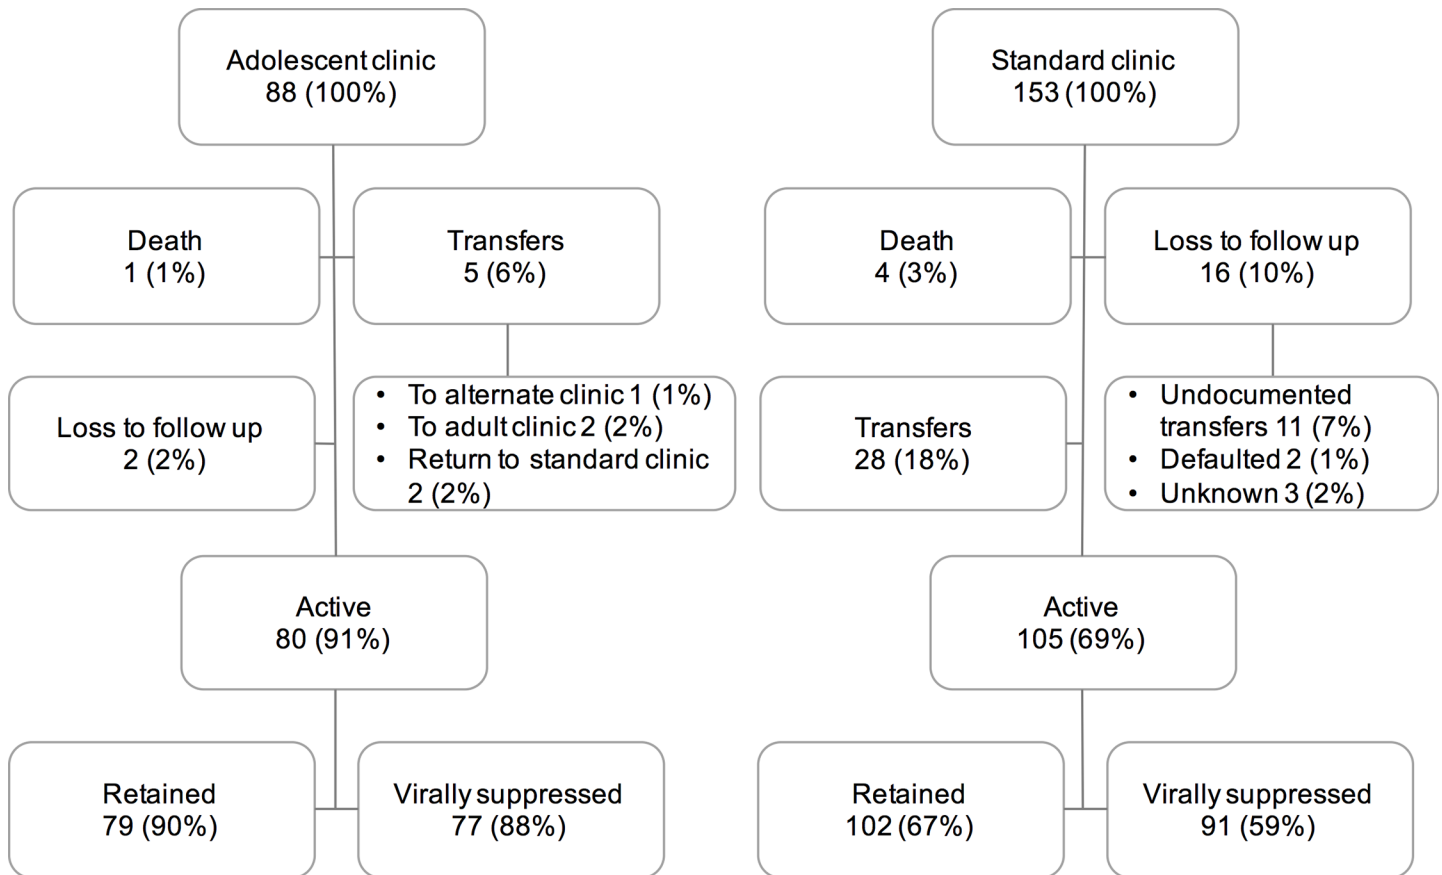 Adolescent clinic
88 (100%)
Death
1 (1%)
Transfers
5 (6%)
Loss to follow up
2 (2%)
• To alternate clinic 1 (1%)
• To adult clinic 2 (2%)
• Return to standard clinic
2 (2%)
Active
80 (91%)
Retained
79 (90%)
Virally suppressed
77 (88%)
Standard clinic
153 (100%)
Death
4 (3%)
Loss to follow up
16 (10%)
Transfers
28 (18%)
• Undocumented
transfers 11 (7%)
• Defaulted 2 (1%)
• Unknown 3 (2%)
Active
105 (69%)
Retained
102 (67%)
Virally suppressed
91 (59%)